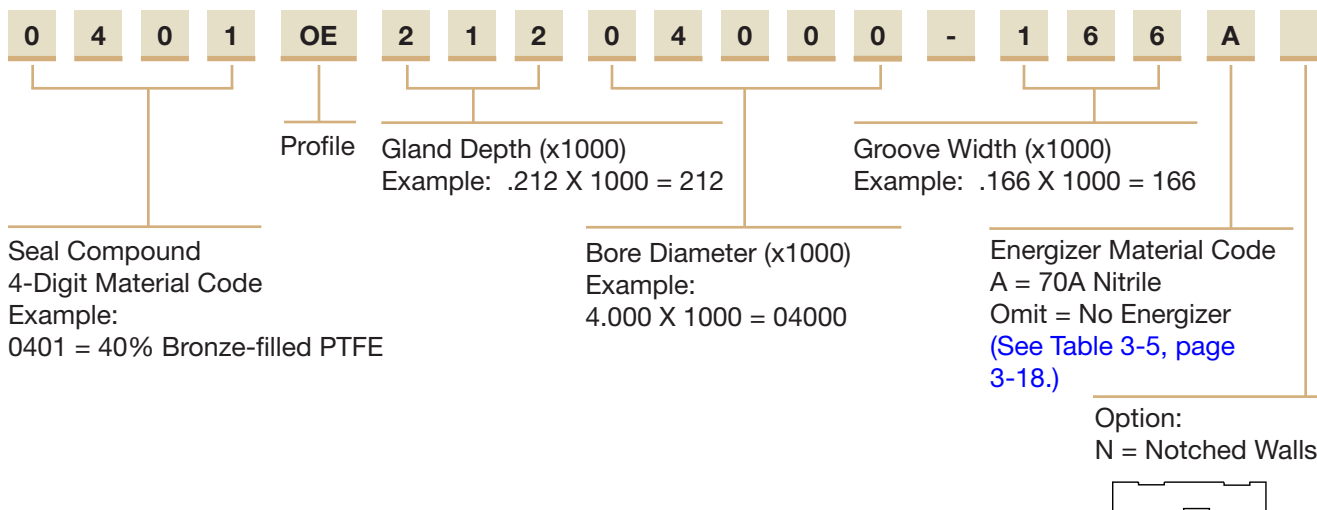 0 4 0 1 OE 2 1 2 0 4 0 0 0 - 1 6 6 A
Profile
Gland Depth (x1000)
Example: .212 X 1000 = 212
Groove Width (x1000)
Example: .166 X 1000 = 166
Seal Compound
4-Digit Material Code
Example:
0401 = 40% Bronze-filled PTFE
Bore Diameter (x1000)
Example:
4.000 X 1000 = 04000
Energizer Material Code
A = 70A Nitrile
Omit = No Energizer
(See Table 3-5, page
3-18.)
Option:
N = Notched Walls